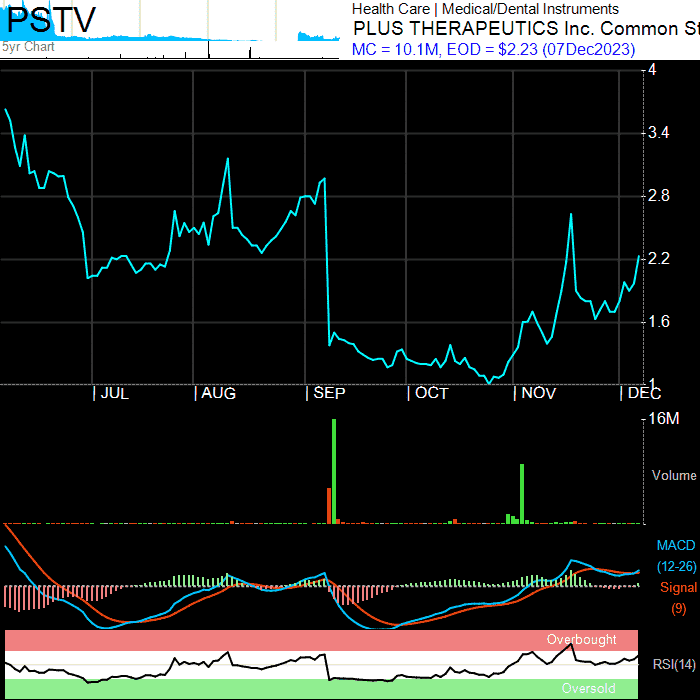 PSTV
5yr Chart
Health Care | Medical/Dental Instruments
PLUS THERAPEUTICS Inc. Common St
MC = 10.1M, EOD = $2.23 (07Dec2023)
4
3.4
2.8
2.2
1.6
1
| JUL | AUG | SEP | OCT | NOV | DEC
16M
Volume
MACD
(12-26)
Signal
(9)
Overbought
RSI(14)
Oversold